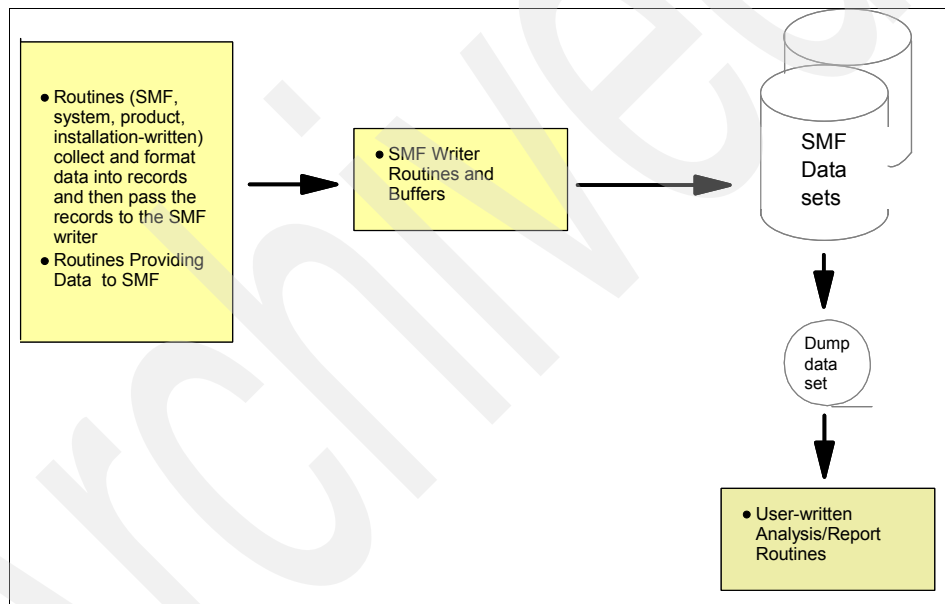 ● Routines (SMF,
system, product,
installation-written)
collect and format
data into records
and then pass the
records to the SMF
writer
● Routines Providing
Data to SMF
● SMF Writer
Routines and
Buffers
SMF
Data
sets
Dump
data
set
● User-written
Analysis/Report
Routines
Archived